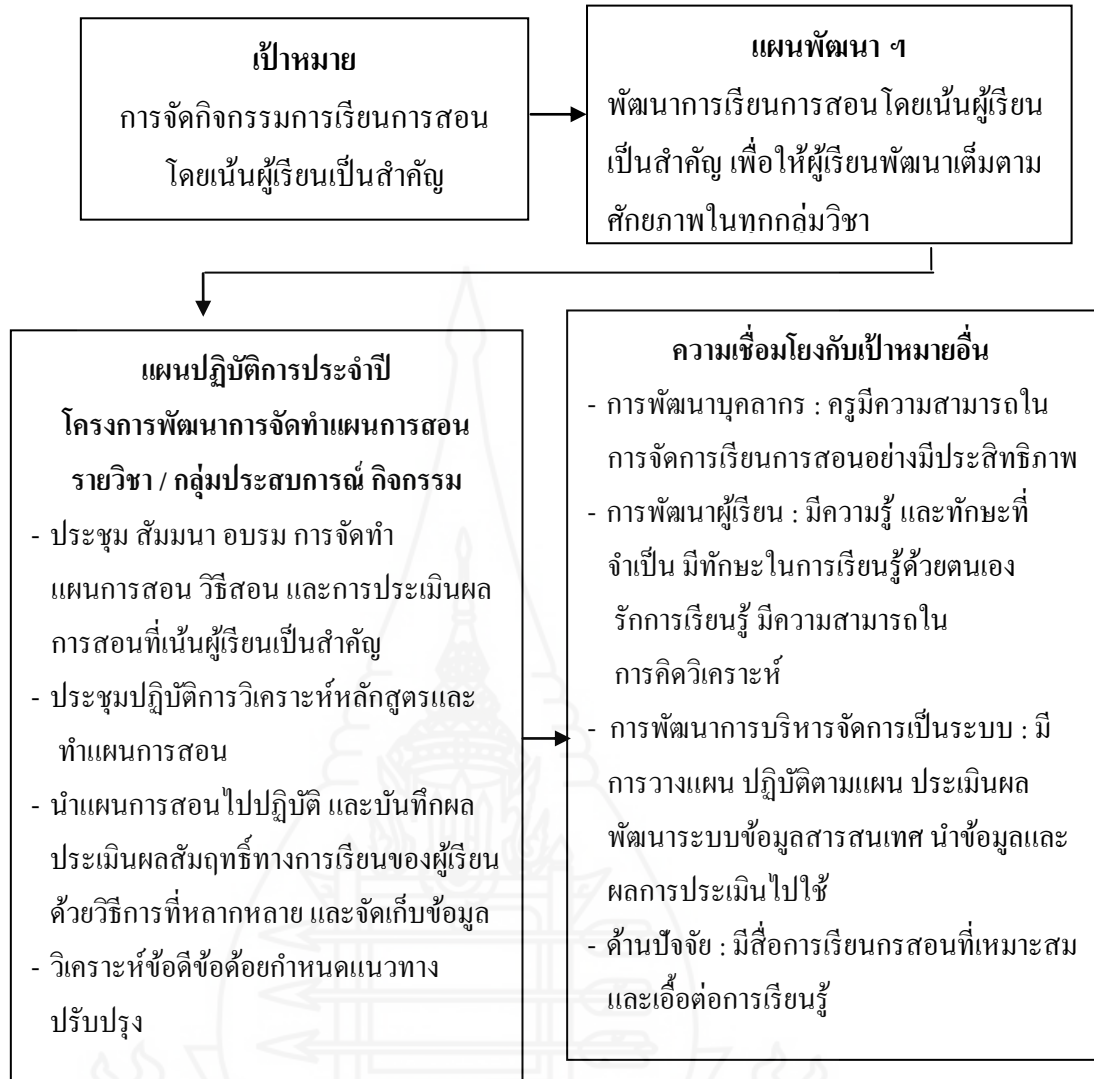 เป้าหมาย
การจัดกิจกรรมการเรียนการสอน
โดยเน้นผู้เรียนเป็นสำคัญ
แผนพัฒนา ฯ
พัฒนาการเรียนการสอน โดยเน้นผู้เรียน
เป็นสำคัญ เพื่อให้ผู้เรียนพัฒนาเต็มตาม
ศักยภาพในทุกกลุ่มวิชา
แผนปฏิบัติการประจำปี
โครงการพัฒนาการจัดทำแผนการสอน
รายวิชา / กลุ่มประสบการณ์ กิจกรรม
- ประชุม สัมมนา อบรม การจัดทำ
แผนการสอน วิธีสอน และการประเมินผล
การสอนที่เน้นผู้เรียนเป็นสำคัญ
- ประชุมปฏิบัติการวิเคราะห์หลักสูตรและ
ทำแผนการสอน
- นำแผนการสอนไปปฏิบัติ และบันทึกผล
ประเมินผลสัมฤทธิ์ทางการเรียนของผู้เรียน
ด้วยวิธีการที่หลากหลาย และจัดเก็บข้อมูล
- วิเคราะห์ข้อดีข้อด้อยกำหนดแนวทาง
ปรับปรุง
ความเชื่อมโยงกับเป้าหมายอื่น
- การพัฒนาบุคลากร : ครูมีความสามารถใน
การจัดการเรียนการสอนอย่างมีประสิทธิภาพ
- การพัฒนาผู้เรียน : มีความรู้ และทักษะที่
จำเป็น มีทักษะในการเรียนรู้ด้วยตนเอง
รักการเรียนรู้ มีความสามารถใน
การคิดวิเคราะห์
- การพัฒนาการบริหารจัดการเป็นระบบ : มี
การวางแผน ปฏิบัติตามแผน ประเมินผล
พัฒนาระบบข้อมูลสารสนเทศ นำข้อมูลและ
ผลการประเมินไปใช้
- ด้านปัจจัย : มีสื่อการเรียนกรสอนที่เหมาะสม
และเอื้อต่อการเรียนรู้